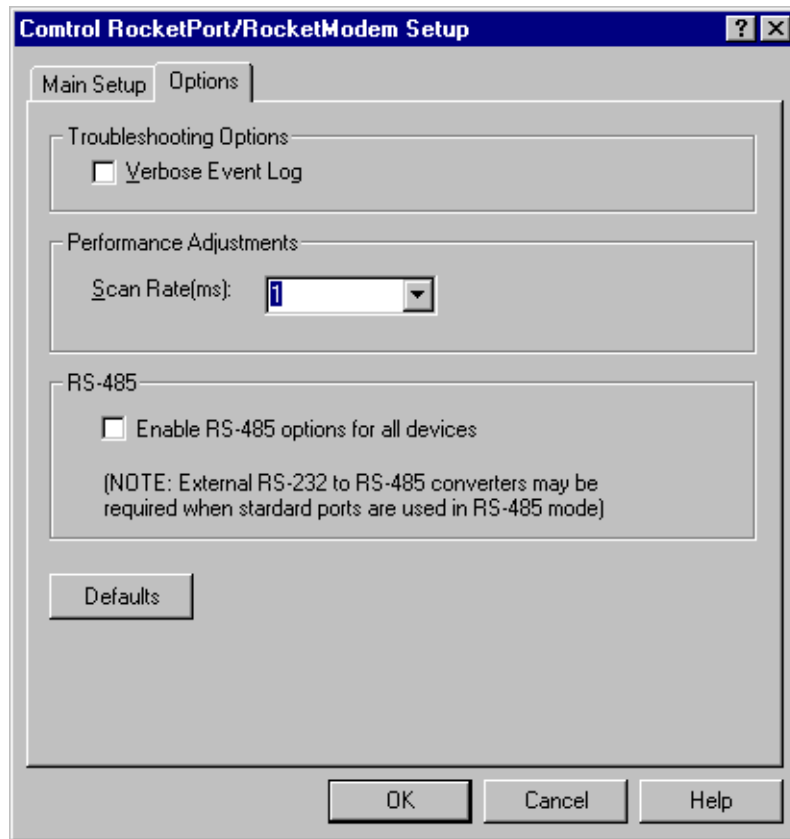 Comtrol RocketPort/RocketModem Setup
Main Setup Options
Troubleshooting Options
Verbose Event Log
Performance Adjustments
Scan Rate(ms): 1
RS-485
Enable RS-485 options for all devices
(NOTE: External RS-232 to RS-485 converters may be
required when stardard ports are used in RS-485 mode)
Defaults
OK Cancel Help